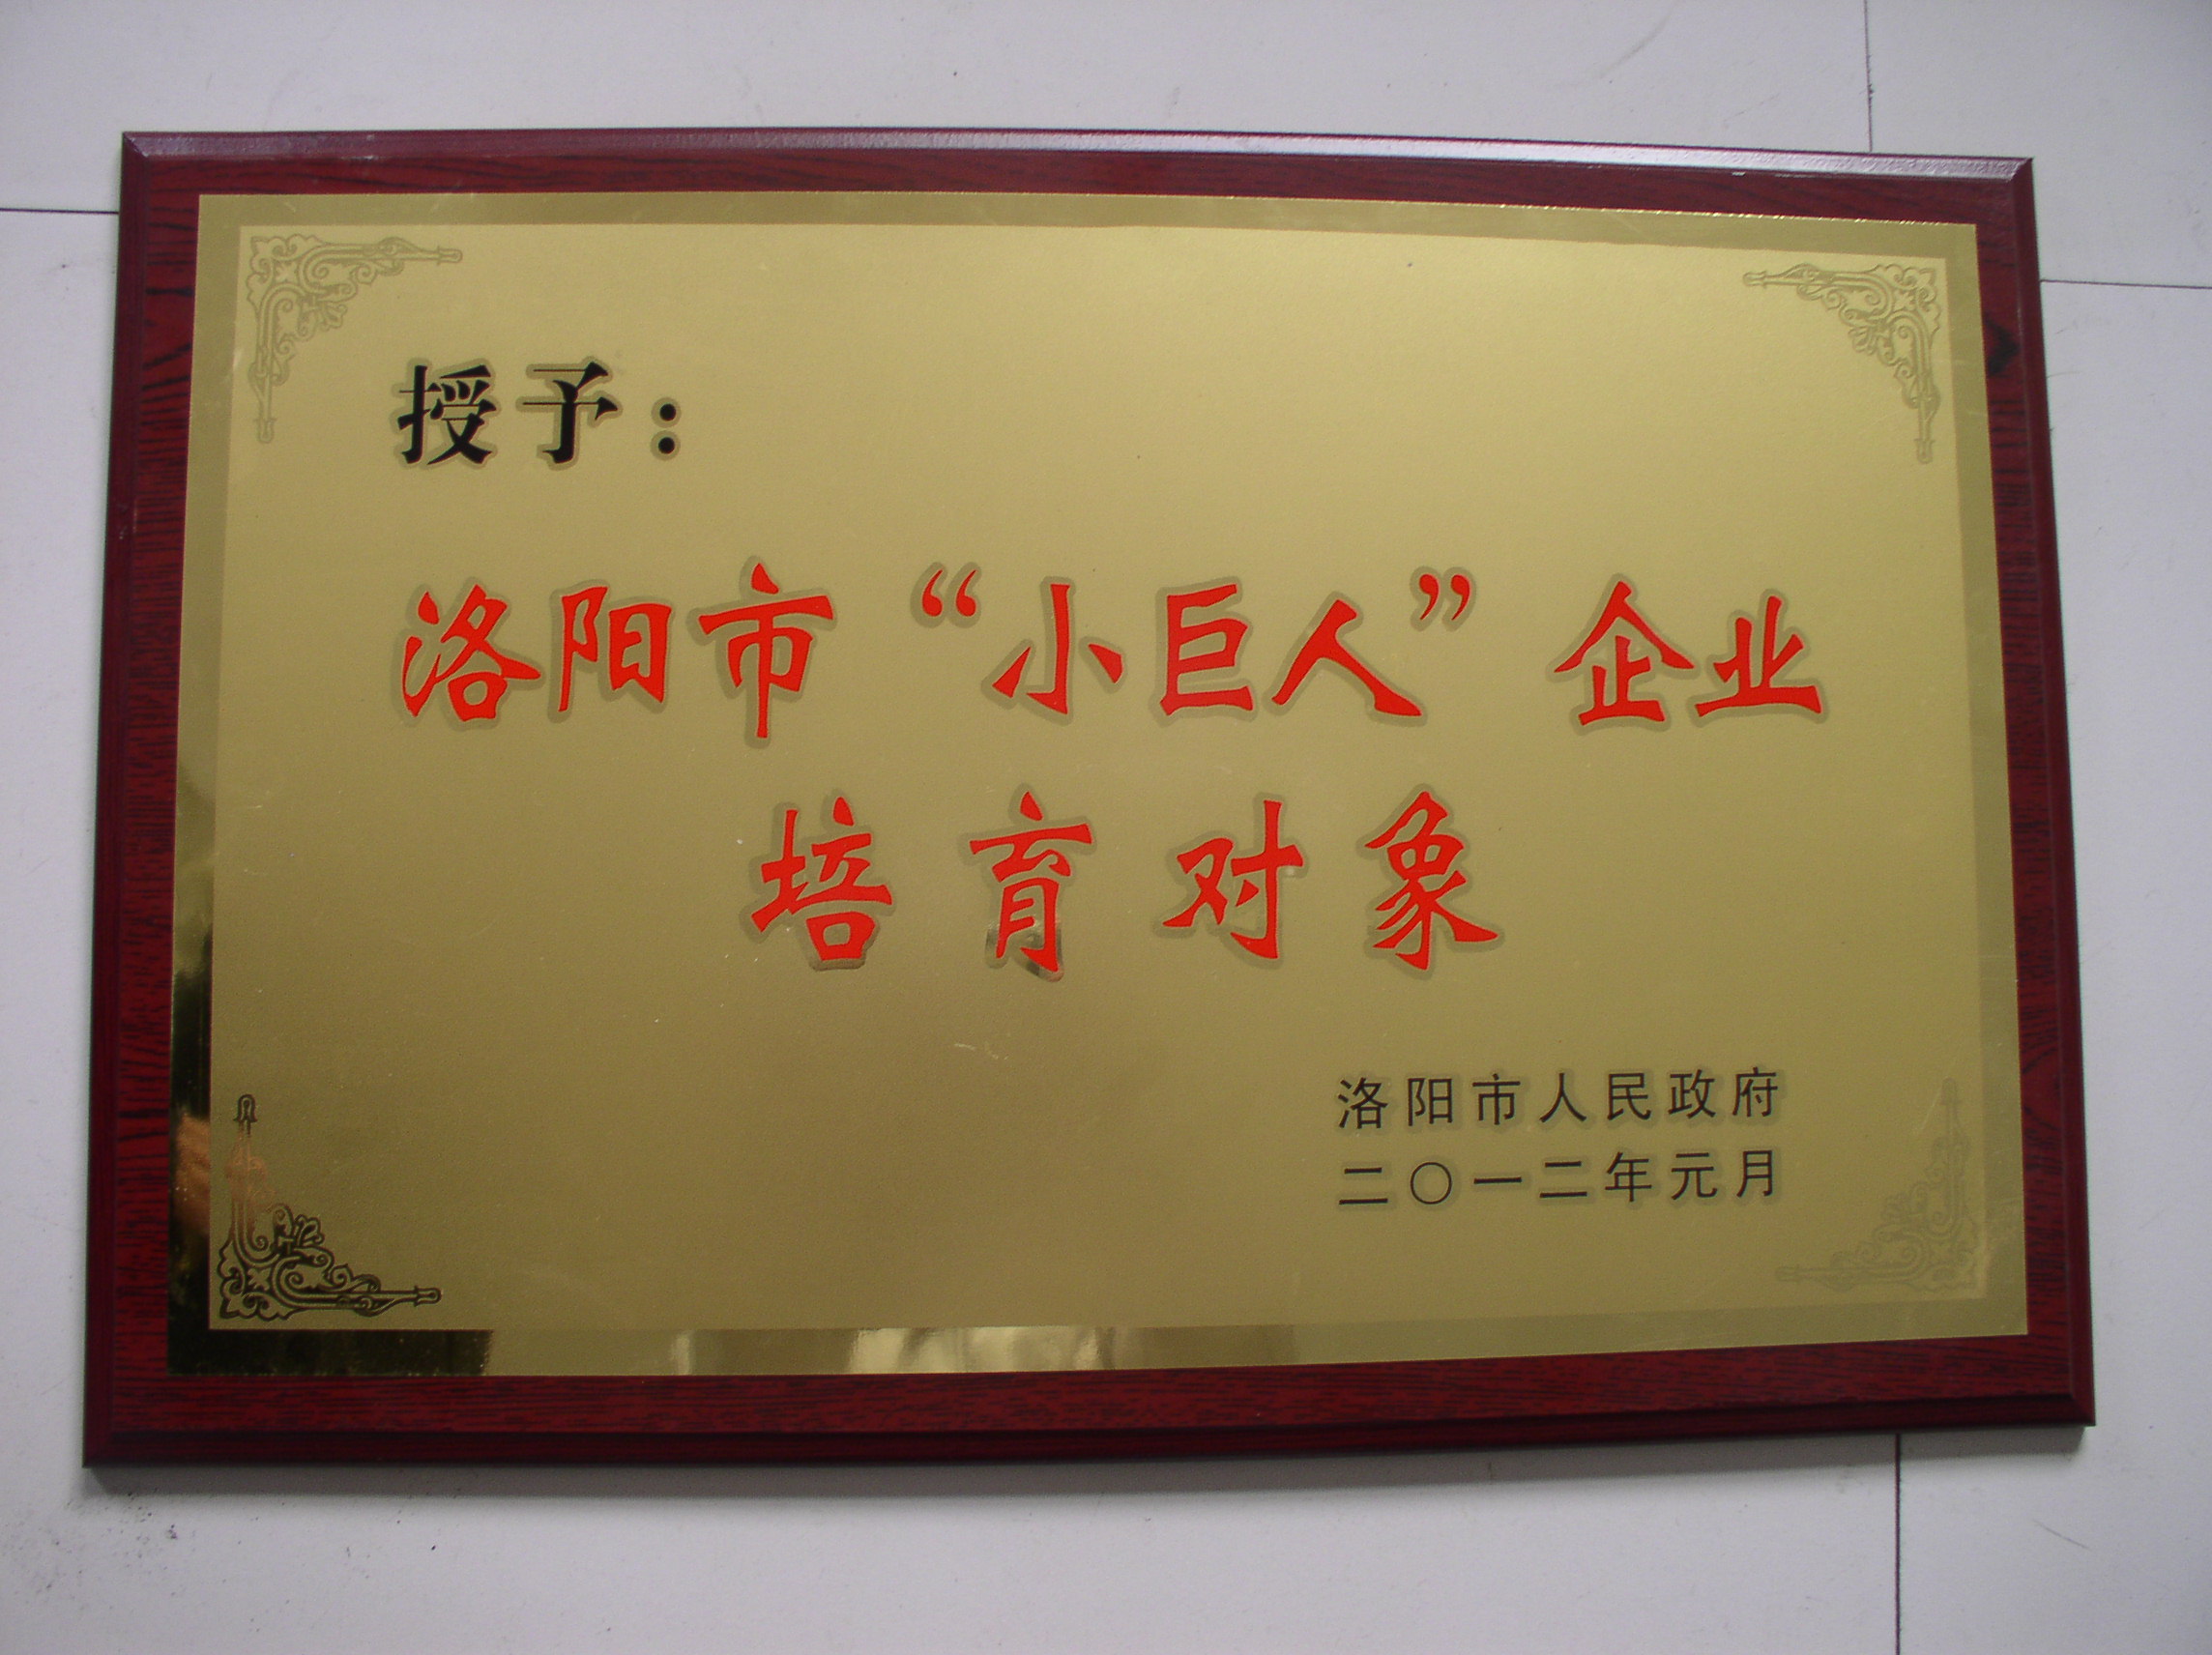 授予：
洛阳市“小巨人”企业
培育对象
洛阳市人民政府
二〇一二年元月